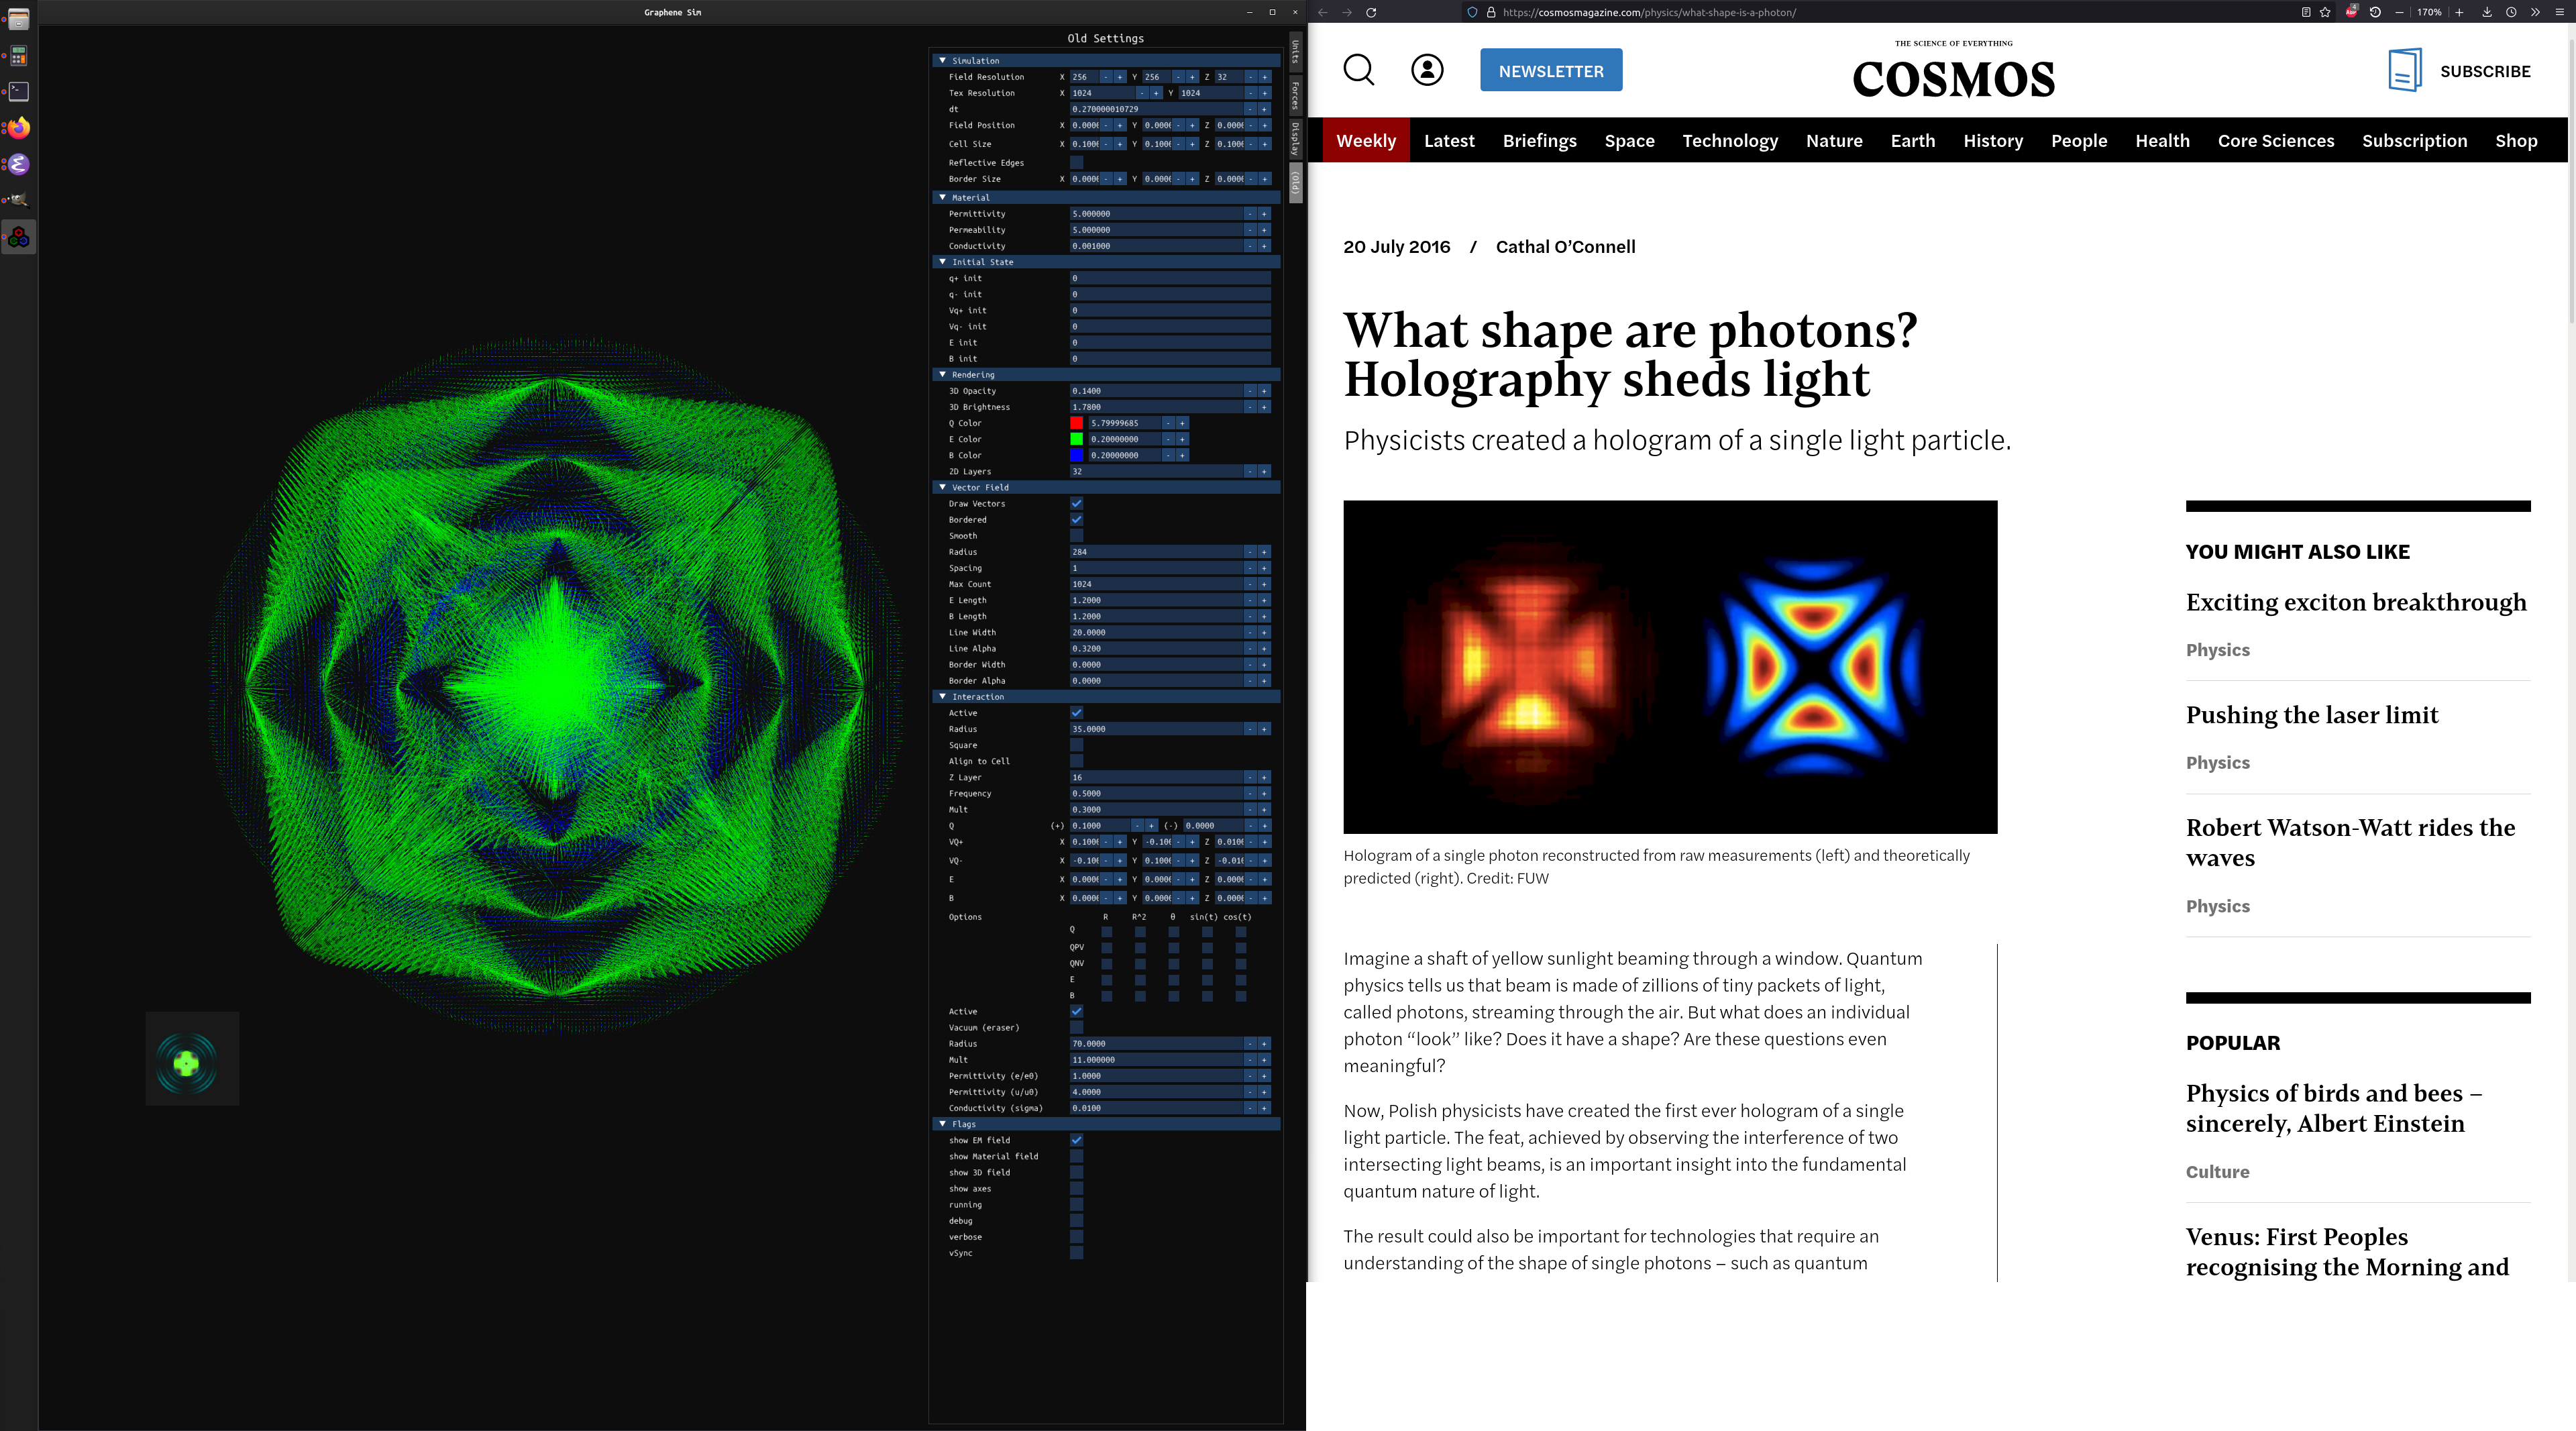 Graphene Sim
Old Settings
Units
Forces
Display
(Old)
Simulation
Field Resolution X 256 - + Y 256 - + Z 32 - +
Tex Resolution X 1024 - + Y 1024 - +
dt 0.270000010729 - +
Field Position X 0.000 - + Y 0.000 - + Z 0.000 - +
Cell Size X 0.100 - + Y 0.100 - + Z 0.100 - +
Reflective Edges
Border Size X 0.000 - + Y 0.000 - + Z 0.000 - +
Material
Permittivity 5.000000 - +
Permeability 5.000000 - +
Conductivity 0.001000 - +
Initial State
q+ init 0
q- init 0
Vq+ init 0
Vq- init 0
E init 0
B init 0
Rendering
3D Opacity 0.1400 - +
3D Brightness 1.7800 - +
Q Color 5.79999685 - +
E Color 0.20000000 - +
B Color 0.20000000 - +
2D Layers 32 - +
Vector Field
Draw Vectors
Bordered
Smooth
Radius 284 - +
Spacing 1 - +
Max Count 1024 - +
E Length 1.2000 - +
B Length 1.2000 - +
Line Width 20.0000 - +
Line Alpha 0.3200 - +
Border Width 0.0000 - +
Border Alpha 0.0000 - +
Interaction
Active
Radius 35.0000 - +
Square
Align to Cell
Z Layer 16 - +
Frequency 0.5000 - +
Mult 0.3000 - +
Q (+) 0.1000 - + (-) 0.0000 - +
VQ+ X 0.100 - + Y -0.10 - + Z 0.010 - +
VQ- X -0.10 - + Y 0.100 - + Z -0.01 - +
E X 0.000 - + Y 0.000 - + Z 0.000 - +
B X 0.000 - + Y 0.000 - + Z 0.000 - +
Options R R^2 θ sin(t) cos(t)
Q
QPV
QNV
E
B
Active
Vacuum (eraser)
Radius 70.0000 - +
Mult 11.000000 - +
Permittivity (e/e0) 1.0000 - +
Permittivity (u/u0) 4.0000 - +
Conductivity (sigma) 0.0100 - +
Flags
show EM field
show Material field
show 3D field
show axes
running
debug
verbose
vSync
https://cosmosmagazine.com/physics/what-shape-is-a-photon/
170%
NEWSLETTER
THE SCIENCE OF EVERYTHING
COSMOS
SUBSCRIBE
Weekly Latest Briefings Space Technology Nature Earth History People Health Core Sciences Subscription Shop
20 July 2016 / Cathal O’Connell
What shape are photons?
Holography sheds light
Physicists created a hologram of a single light particle.
Hologram of a single photon reconstructed from raw measurements (left) and theoretically
predicted (right). Credit: FUW
Imagine a shaft of yellow sunlight beaming through a window. Quantum
physics tells us that beam is made of zillions of tiny packets of light,
called photons, streaming through the air. But what does an individual
photon “look” like? Does it have a shape? Are these questions even
meaningful?
Now, Polish physicists have created the first ever hologram of a single
light particle. The feat, achieved by observing the interference of two
intersecting light beams, is an important insight into the fundamental
quantum nature of light.
The result could also be important for technologies that require an
understanding of the shape of single photons – such as quantum
YOU MIGHT ALSO LIKE
Exciting exciton breakthrough
Physics
Pushing the laser limit
Physics
Robert Watson-Watt rides the
waves
Physics
POPULAR
Physics of birds and bees –
sincerely, Albert Einstein
Culture
Venus: First Peoples
recognising the Morning and